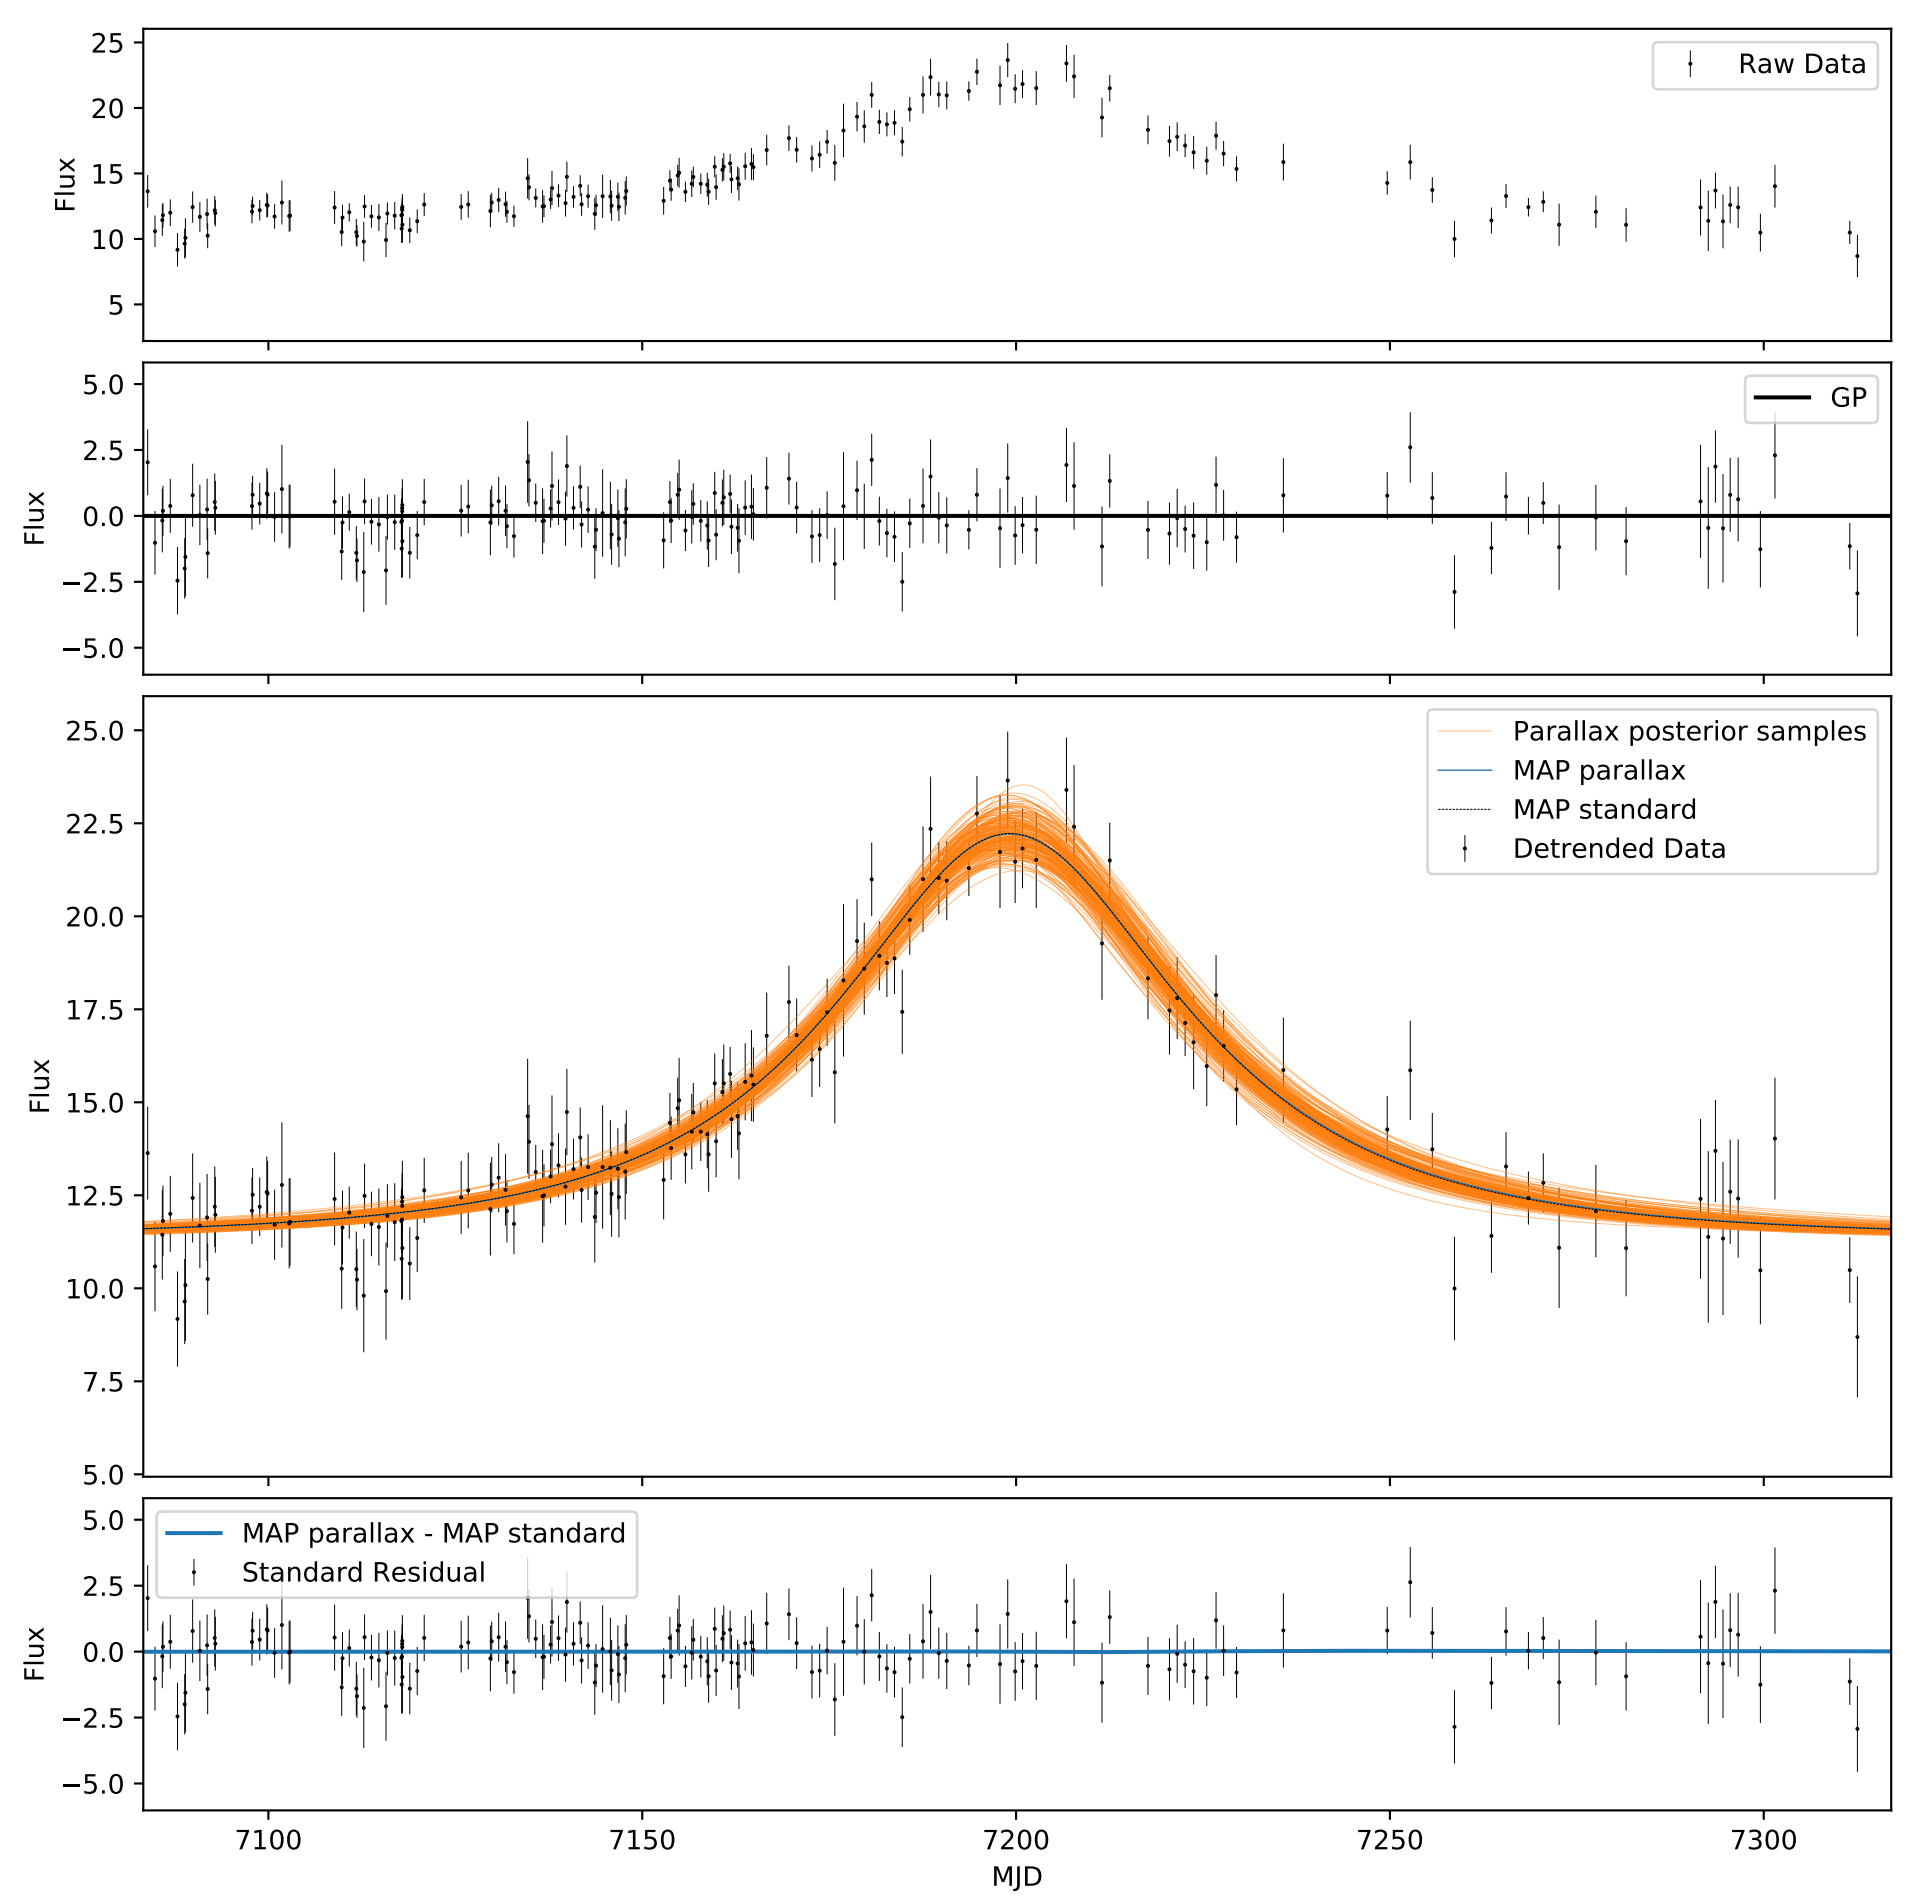 25
20
15
10
5
Flux
Raw Data
5.0
2.5
0.0
−2.5
−5.0
Flux
GP
25.0
22.5
20.0
17.5
15.0
12.5
10.0
7.5
5.0
Flux
Parallax posterior samples
MAP parallax
MAP standard
Detrended Data
5.0
2.5
0.0
−2.5
−5.0
Flux
MAP parallax - MAP standard
Standard Residual
7100 7150 7200 7250 7300
MJD